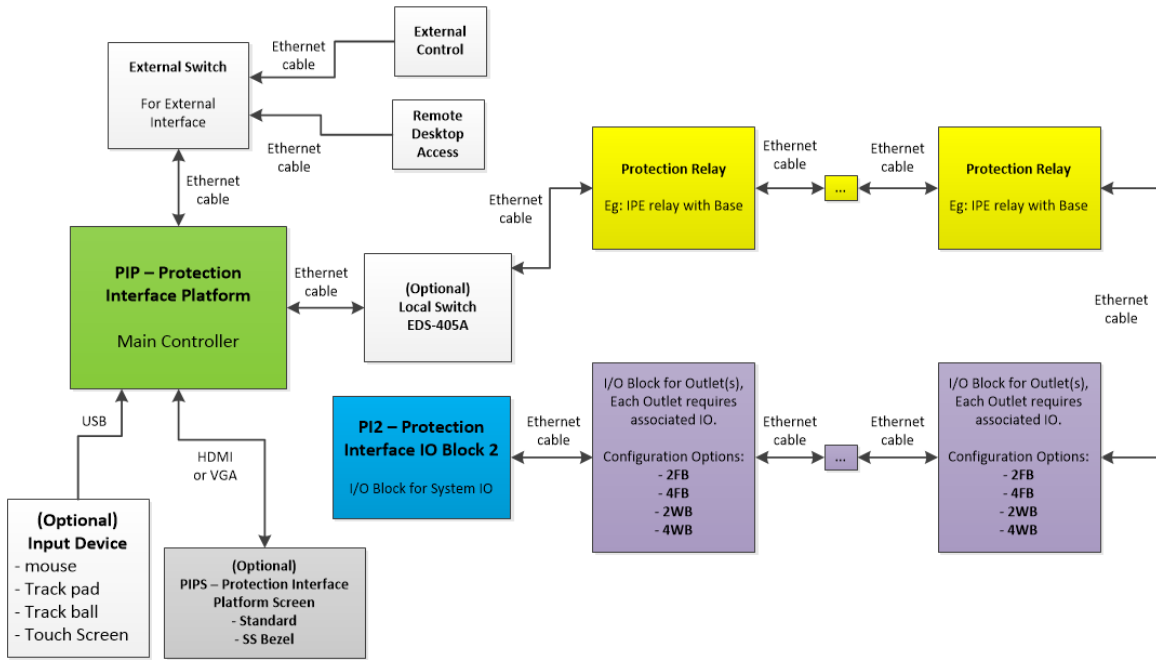 External
Control
Ethernet
cable
External Switch
For External
Interface
Remote
Desktop
Access
Ethernet
cable
Ethernet
cable
Protection Relay
Eg: IPE relay with Base
Ethernet
cable
...
Ethernet
cable
Protection Relay
Eg: IPE relay with Base
Ethernet
cable
PIP – Protection
Interface Platform
Main Controller
Ethernet
cable
(Optional)
Local Switch
EDS-405A
Ethernet
cable
PI2 – Protection
Interface IO Block 2
I/O Block for System IO
Ethernet
cable
I/O Block for Outlet(s),
Each Outlet requires
associated IO.
Configuration Options:
- 2FB
- 4FB
- 2WB
- 4WB
Ethernet
cable
...
Ethernet
cable
I/O Block for Outlet(s),
Each Outlet requires
associated IO.
Configuration Options:
- 2FB
- 4FB
- 2WB
- 4WB
USB
HDMI
or VGA
(Optional)
Input Device
- mouse
- Track pad
- Track ball
- Touch Screen
(Optional)
PIPS – Protection Interface
Platform Screen
- Standard
- SS Bezel